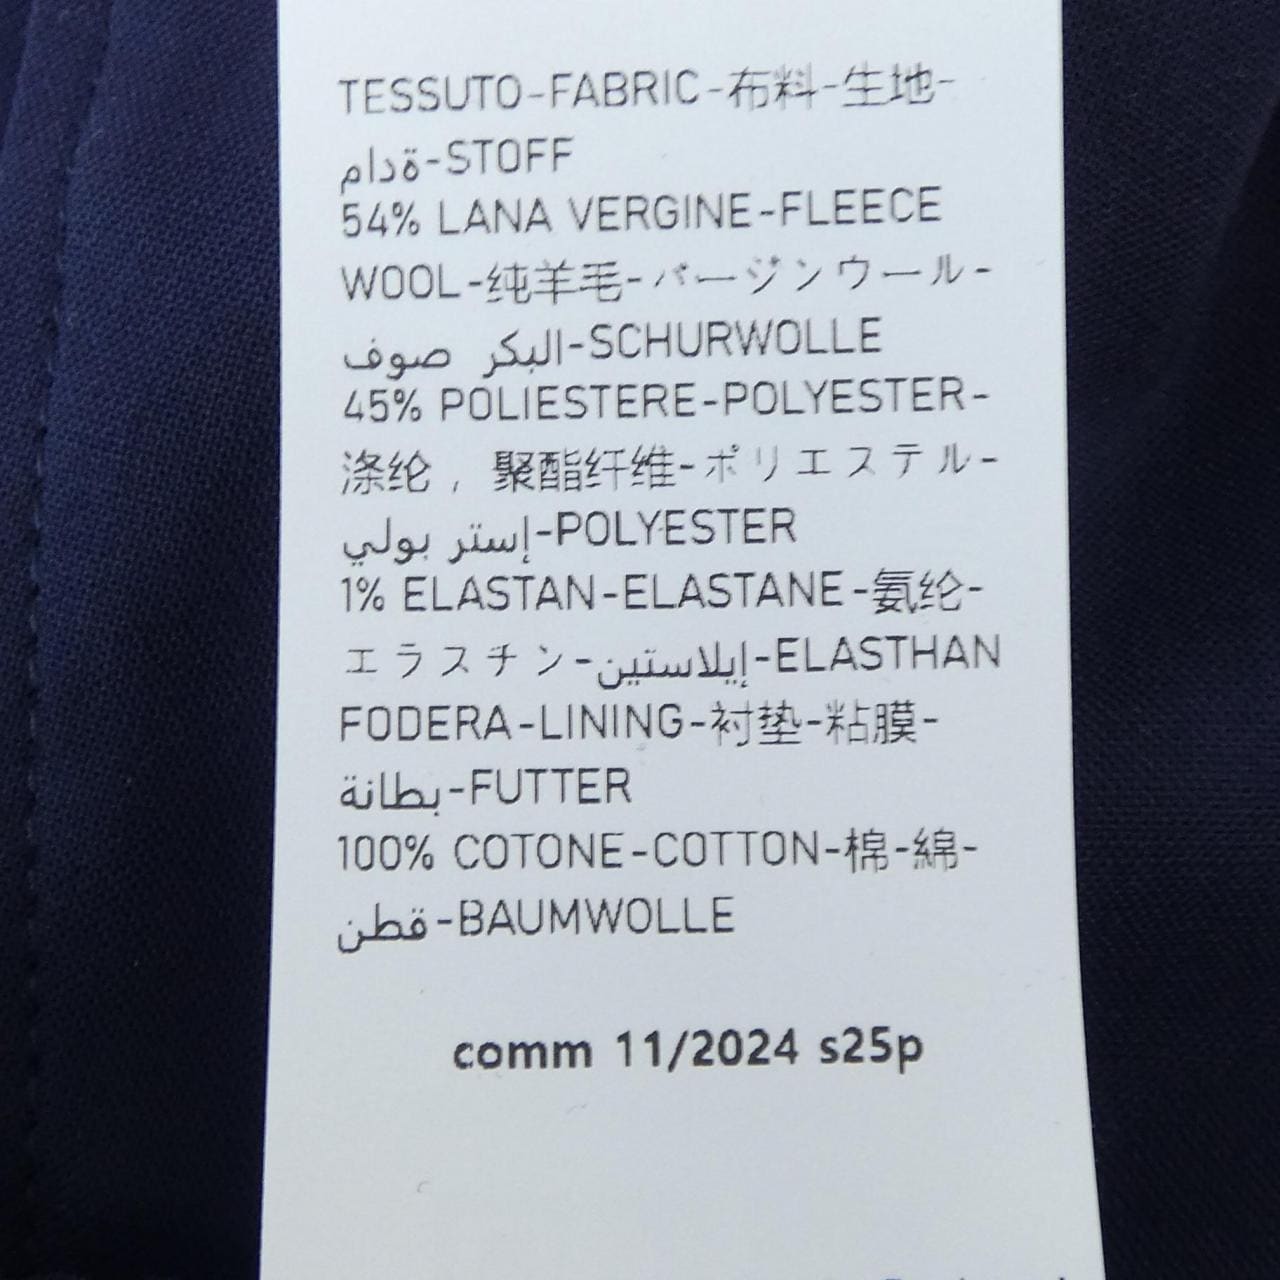 TESSUTO-FABRIC-布料-生地-
مادة-STOFF
54% LANA VERGINE-FLEECE
WOOL-纯羊毛-バージンウール-
البكر صوف-SCHURWOLLE
45% POLIESTERE-POLYESTER-
涤纶，聚酯纤维-ポリエステル-
إستر بولي-POLYESTER
1% ELASTAN-ELASTANE-氨纶-
エラスチン-إيلاستين-ELASTHAN
FODERA-LINING-衬垫-粘膜-
بطانة-FUTTER
100% COTONE-COTTON-棉-綿-
قطن-BAUMWOLLE
comm 11/2024 s25p